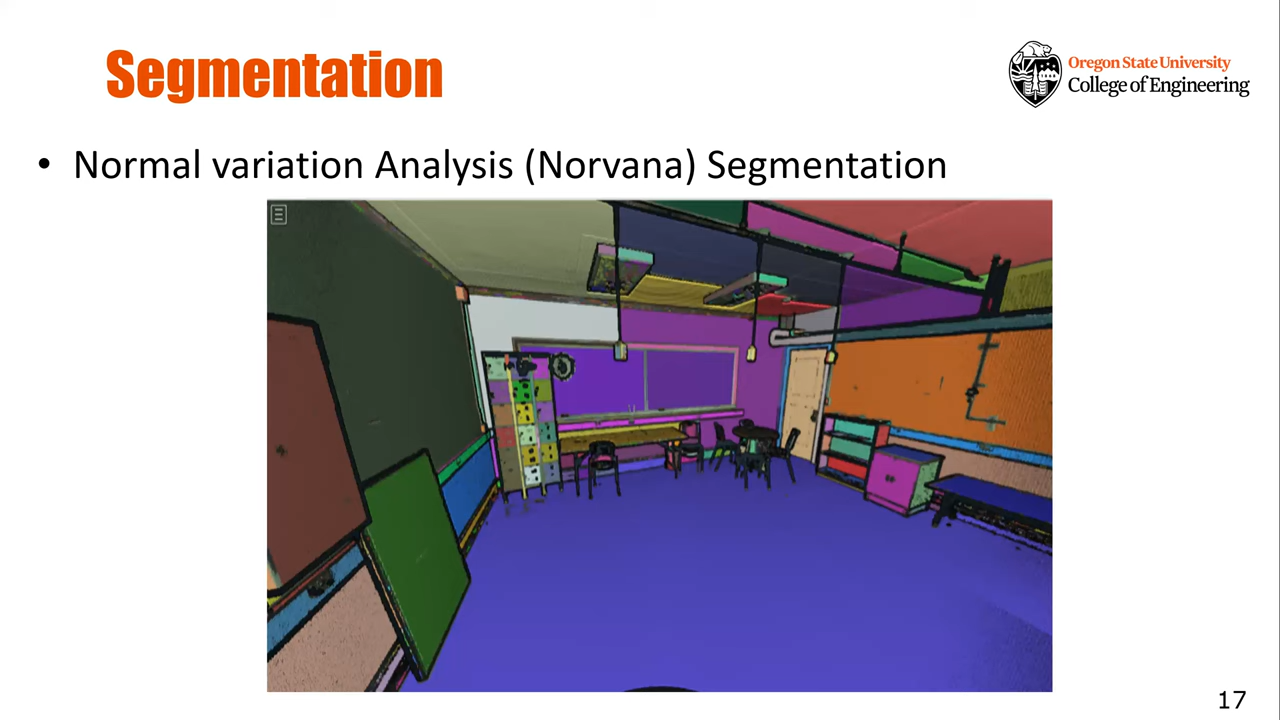 Segmentation
Oregon State University
College of Engineering
• Normal variation Analysis (Norvana) Segmentation
17